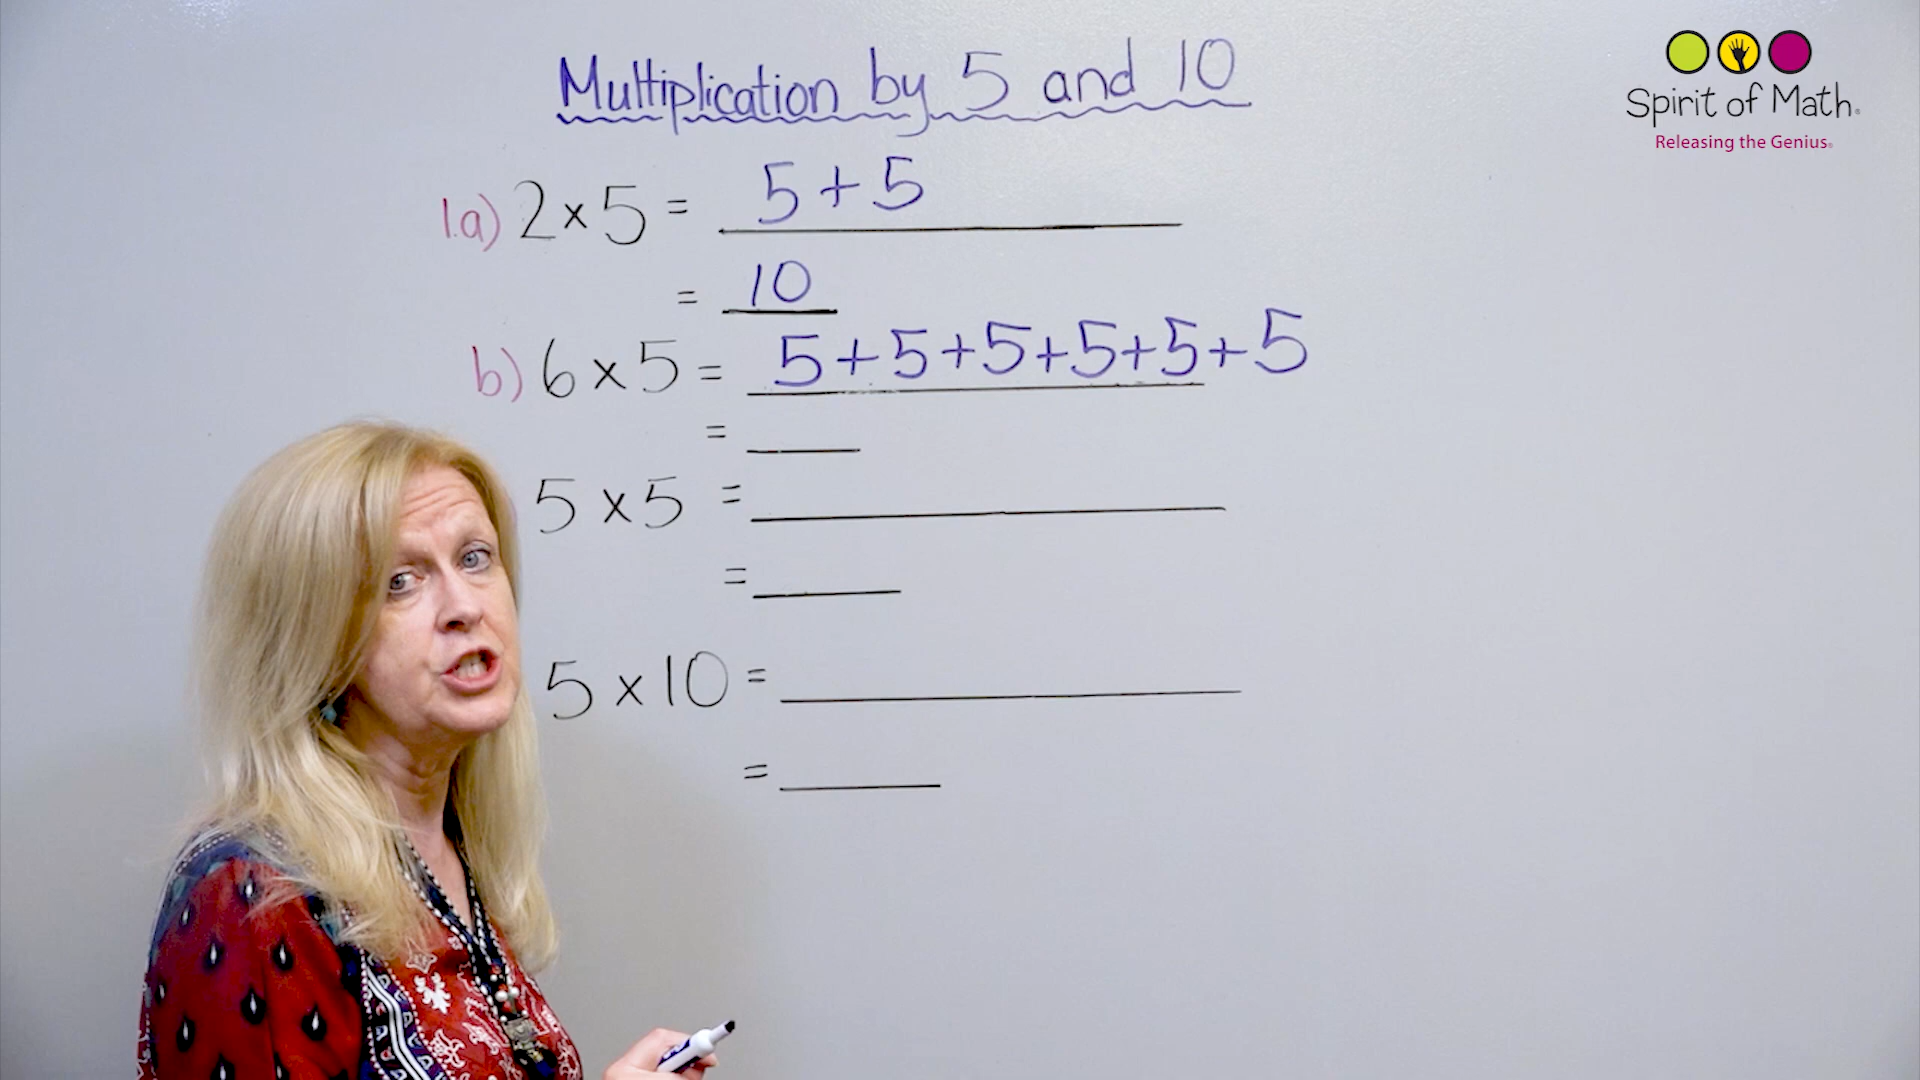 Multiplication by 5 and 10
Spirit of Math
Releasing the Genius
1.a) 2 x 5 = 5 + 5
= 10
b) 6 x 5 = 5 + 5 + 5 + 5 + 5 + 5
=
5 x 5 =
=
5 x 10 =
=